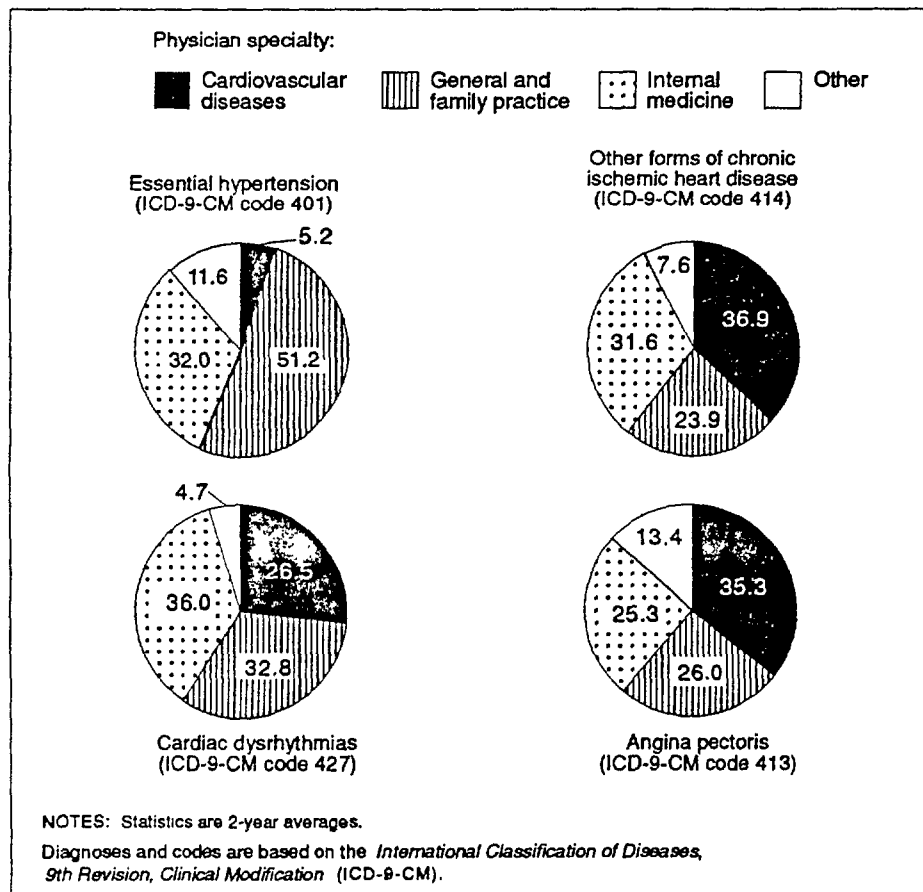 Physician specialty:
Cardiovascular
diseases
General and
family practice
Internal
medicine
Other
Essential hypertension
(ICD-9-CM code 401)
5.2
11.6
32.0
51.2
Other forms of chronic
ischemic heart disease
(ICD-9-CM code 414)
7.6
36.9
31.6
23.9
4.7
26.5
36.0
32.8
Cardiac dysrhythmias
(ICD-9-CM code 427)
13.4
35.3
25.3
26.0
Angina pectoris
(ICD-9-CM code 413)
NOTES: Statistics are 2-year averages.
Diagnoses and codes are based on the International Classification of Diseases,
9th Revision, Clinical Modification (ICD-9-CM).